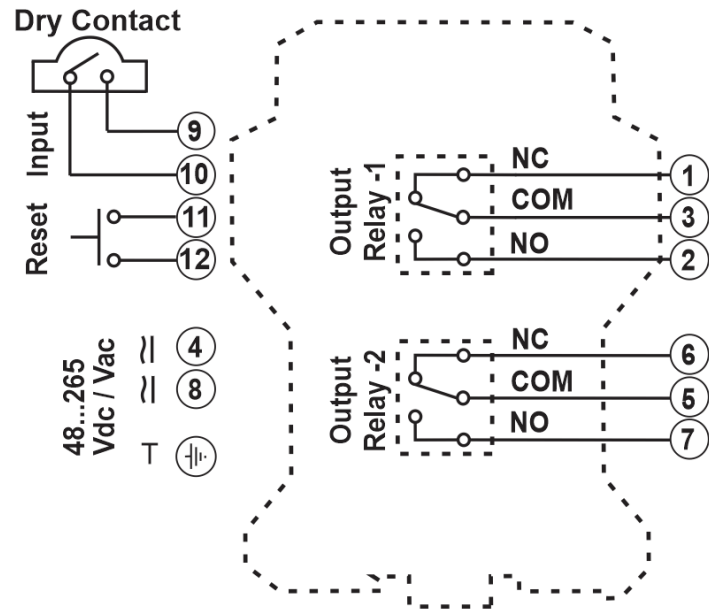 Dry Contact
Input
9
10
Reset
11
12
48...265
Vdc / Vac
4
8
T
Output
Relay -1
NC
1
COM
3
NO
2
Output
Relay -2
NC
6
COM
5
NO
7